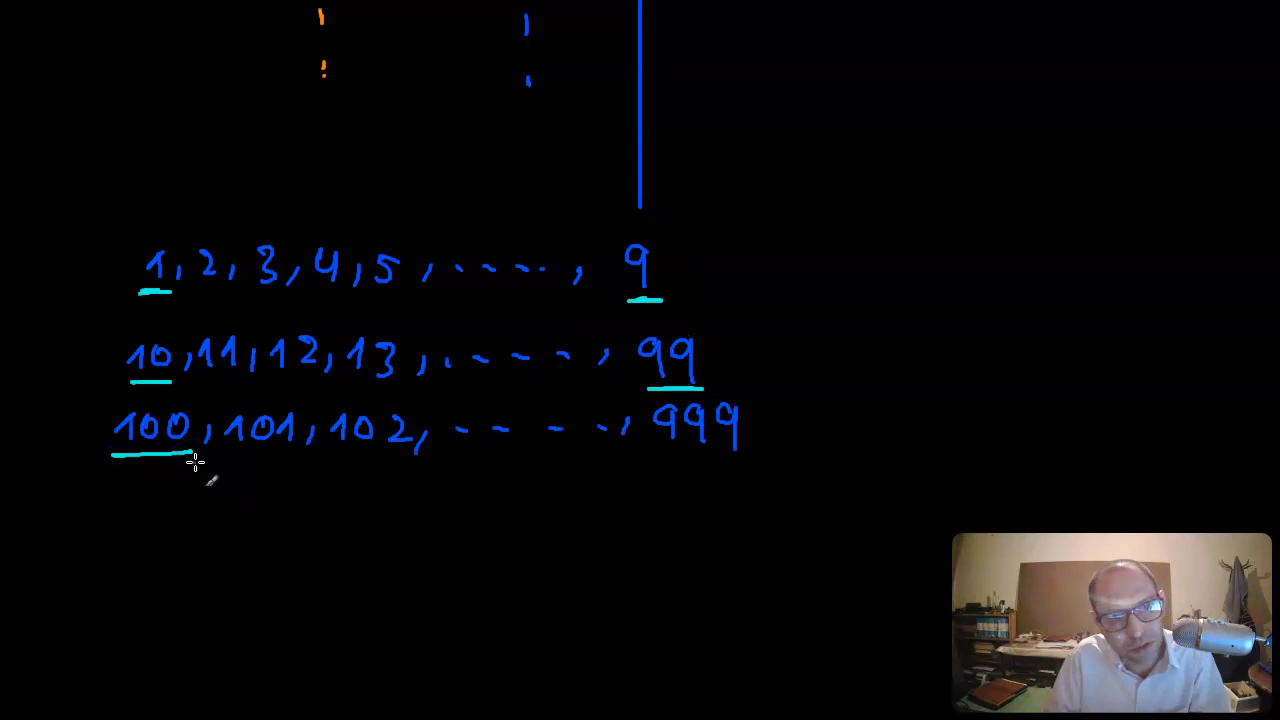 1, 2, 3, 4, 5, ....., 9
10, 11, 12, 13, ....., 99
100, 101, 102, ....., 999